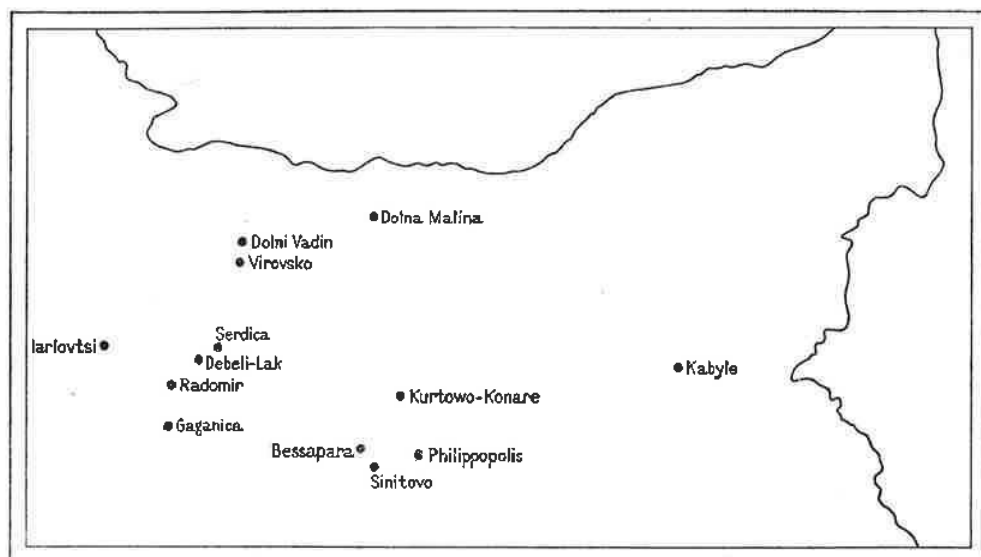 Dolna Malina
Dolni Vadin
Virovsko
Serdica
Iarlovtsi
Debeli-Lak
Kabyle
Radomir
Kurtowo-Konare
Gaganica
Bessapara
Philippopolis
Sinitovo